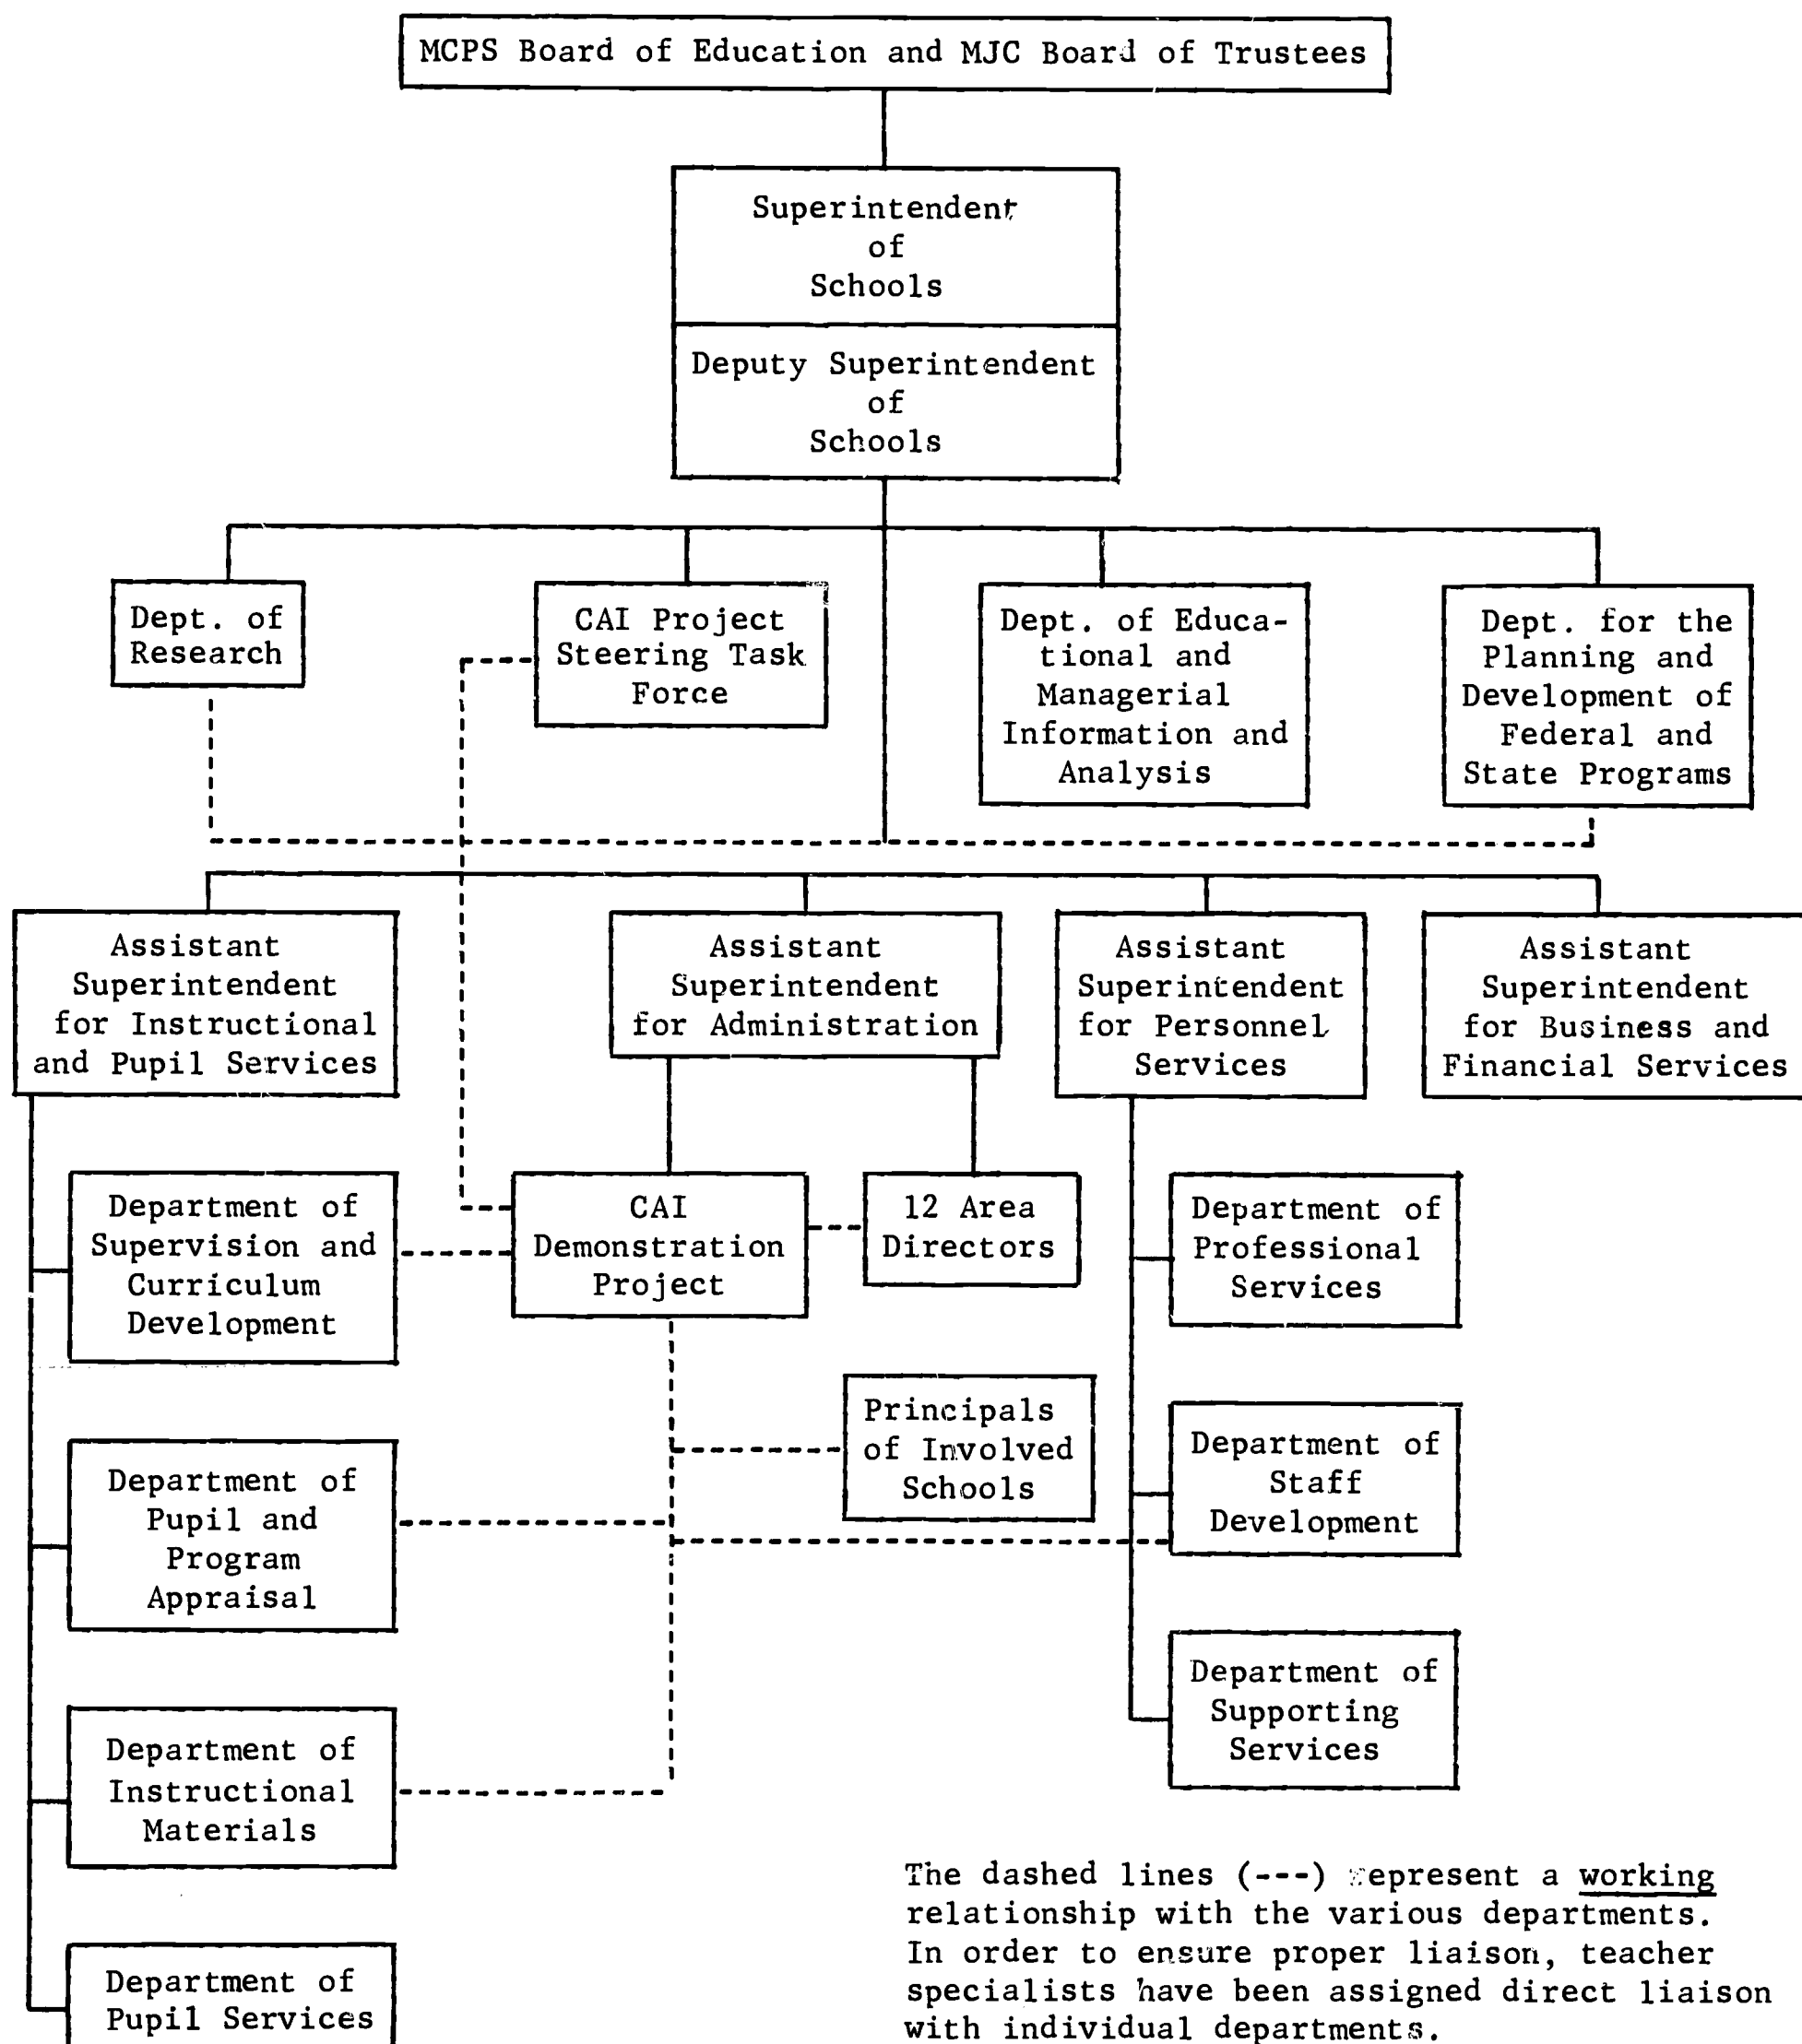 MCPS Board of Education and MJC Board of Trustees
Superintendent
of
Schools
Deputy Superintendent
of
Schools
Dept. of
Research
CAI Project
Steering Task
Force
Dept. of Educa-
tional and
Managerial
Information and
Analysis
Dept. for the
Planning and
Development of
Federal and
State Programs
Assistant
Superintendent
for Instructional
and Pupil Services
Assistant
Superintendent
for Administration
Assistant
Superintendent
for Personnel
Services
Assistant
Superintendent
for Business and
Financial Services
Department of
Supervision and
Curriculum
Development
CAI
Demonstration
Project
12 Area
Directors
Department of
Professional
Services
Principals
of Involved
Schools
Department of
Pupil and
Program
Appraisal
Department of
Staff
Development
Department of
Instructional
Materials
Department of
Supporting
Services
Department of
Pupil Services
The dashed lines (---) represent a working
relationship with the various departments.
In order to ensure proper liaison, teacher
specialists have been assigned direct liaison
with individual departments.